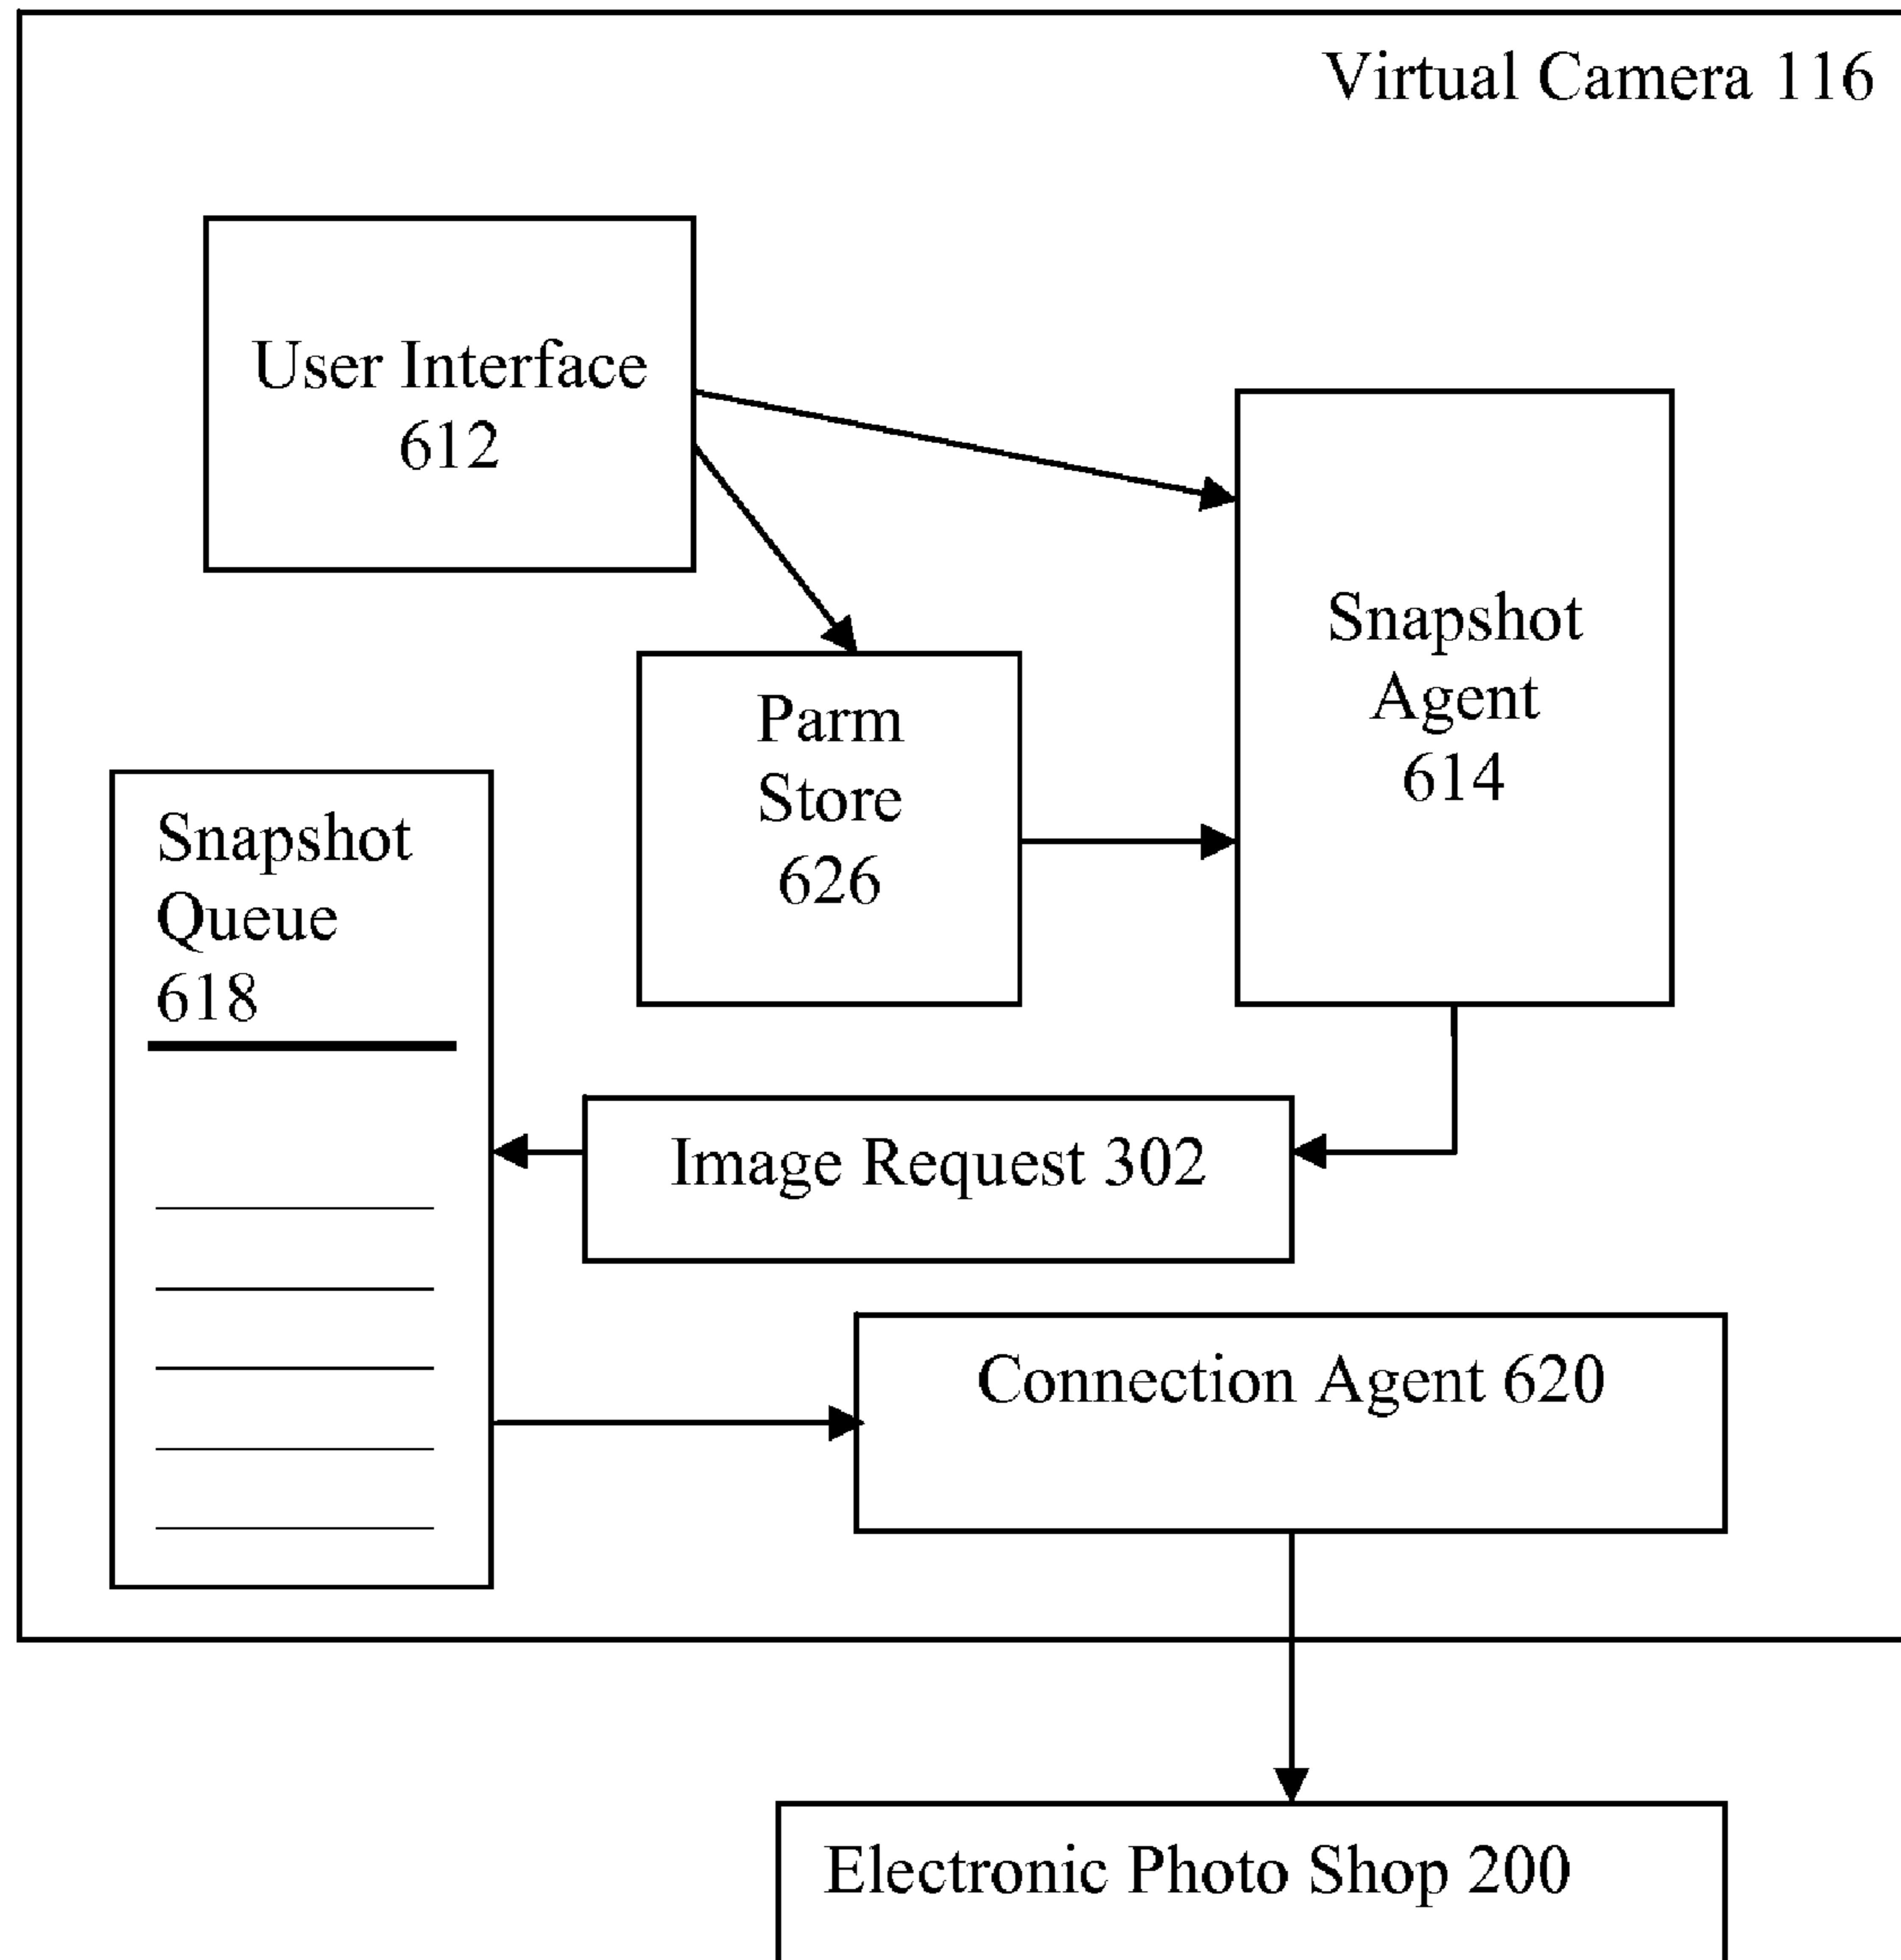 Virtual Camera 116
User Interface
612
Snapshot
Agent
614
Parm
Store
626
Snapshot
Queue
618
Image Request 302
Connection Agent 620
Electronic Photo Shop 200